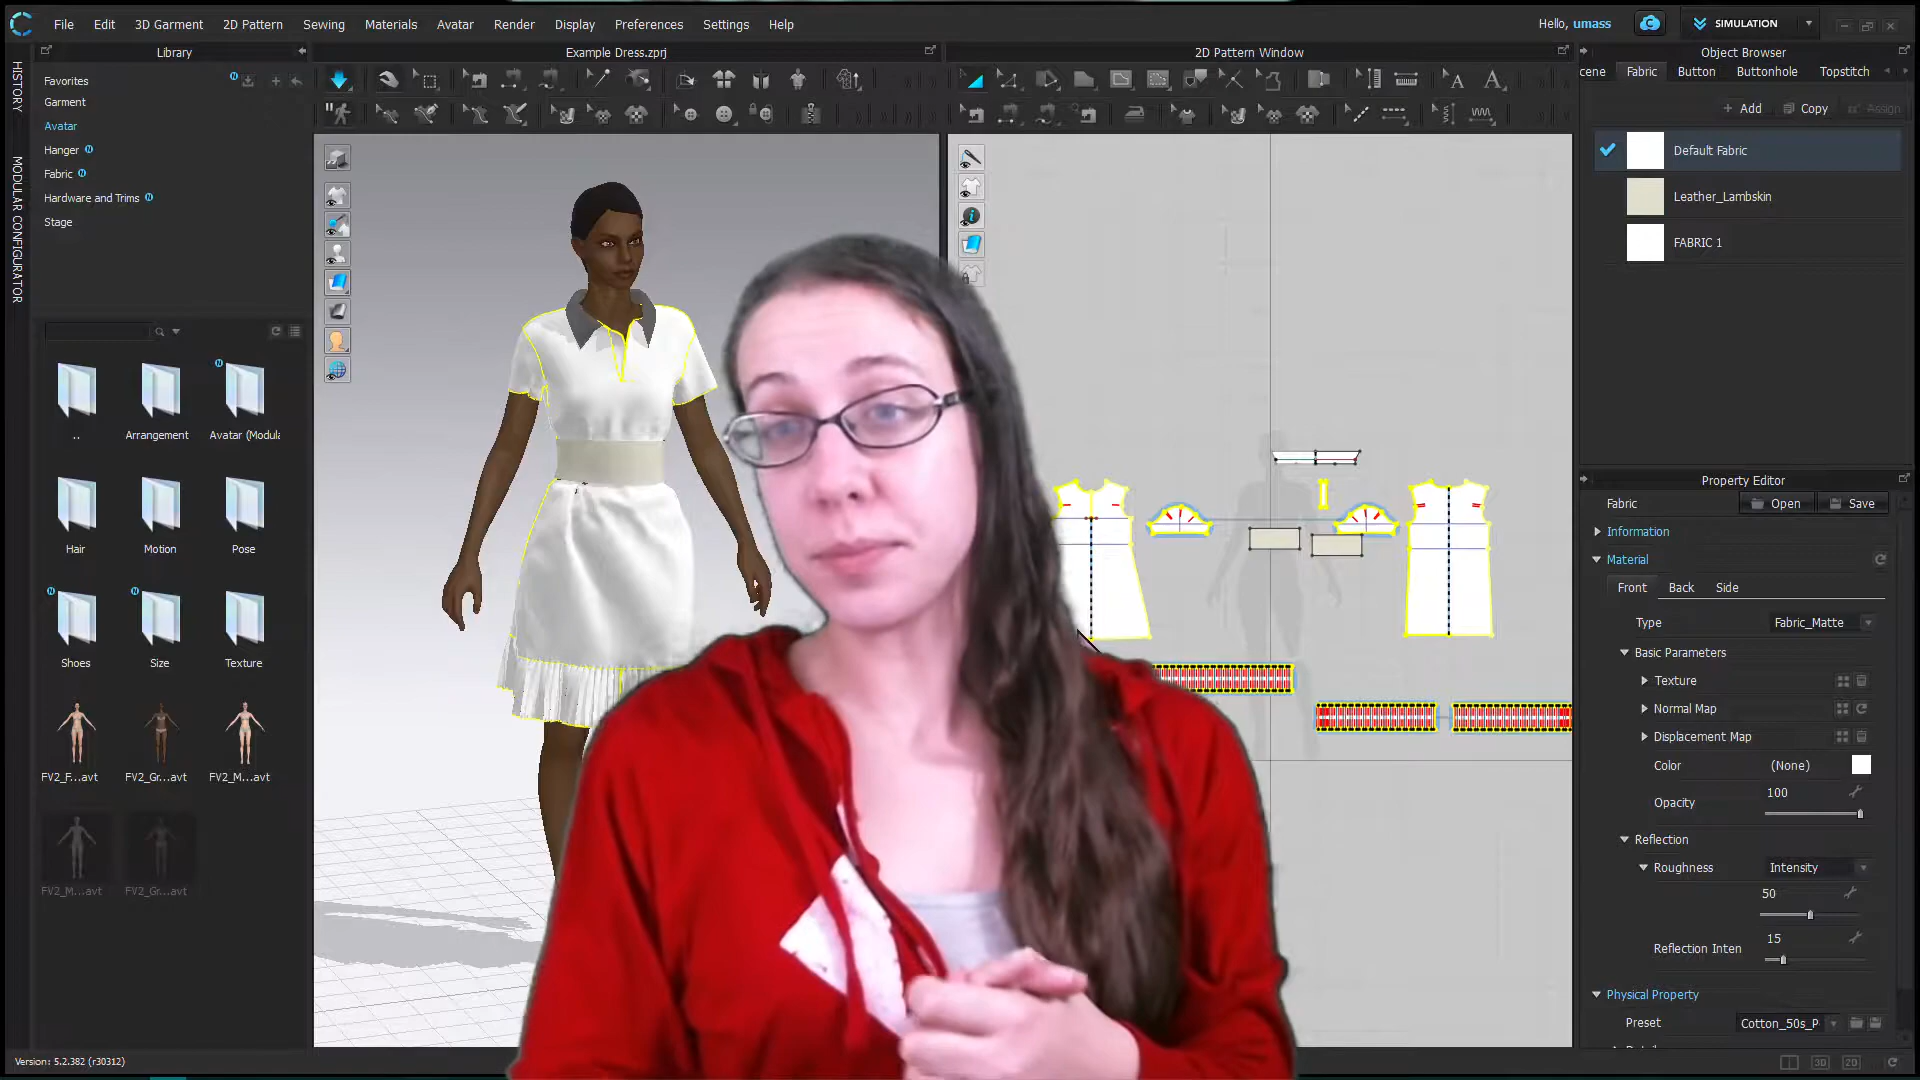 File Edit 3D Garment 2D Pattern Sewing Materials Avatar Render Display Preferences Settings Help
Hello, umass
SIMULATION
Library
Example Dress.zprj
2D Pattern Window
Object Browser
HISTORY
MODULAR CONFIGURATOR
Favorites
Garment
Avatar
Hanger
Fabric
Hardware and Trims
Stage
..
Arrangement
Avatar (Modula
Hair
Motion
Pose
Shoes
Size
Texture
FV2_F...avt
FV2_Gr...avt
FV2_M...avt
FV2_M...avt
FV2_Gr...avt
Version: 5.2.382 (r30312)
cene Fabric Button Buttonhole Topstitch
+ Add Copy Assign
Default Fabric
Leather_Lambskin
FABRIC 1
Property Editor
Fabric Open Save
Information
Material
Front Back Side
Type Fabric_Matte
Basic Parameters
Texture
Normal Map
Displacement Map
Color (None)
Opacity 100
Reflection
Roughness Intensity
50
Reflection Inten 15
Physical Property
Preset Cotton_50s_P
3D 2D